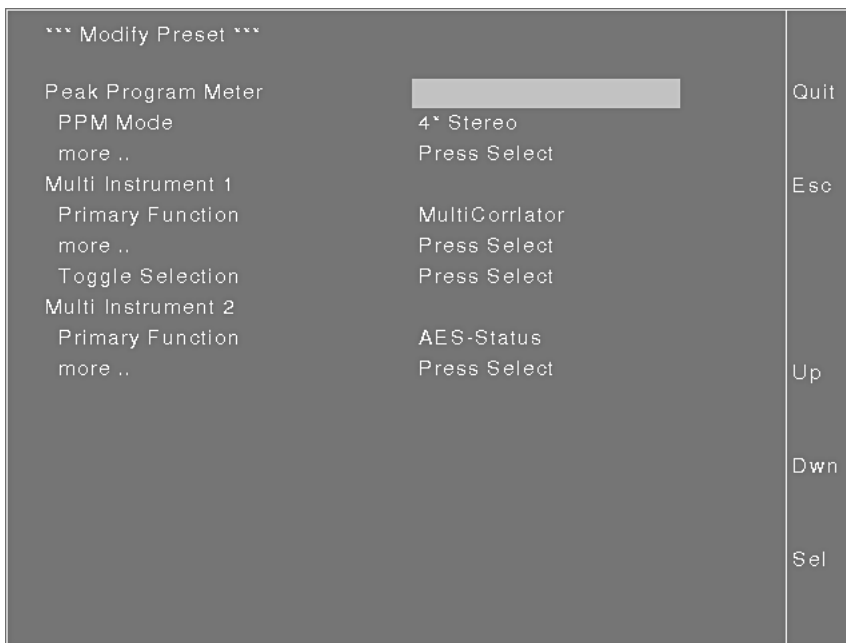 *** Modify Preset ***
Peak Program Meter
Quit
PPM Mode 4* Stereo
more .. Press Select
Multi Instrument 1
Esc
Primary Function MultiCorrlator
more .. Press Select
Toggle Selection Press Select
Multi Instrument 2
Primary Function AES-Status
more .. Press Select
Up
Dwn
Sel